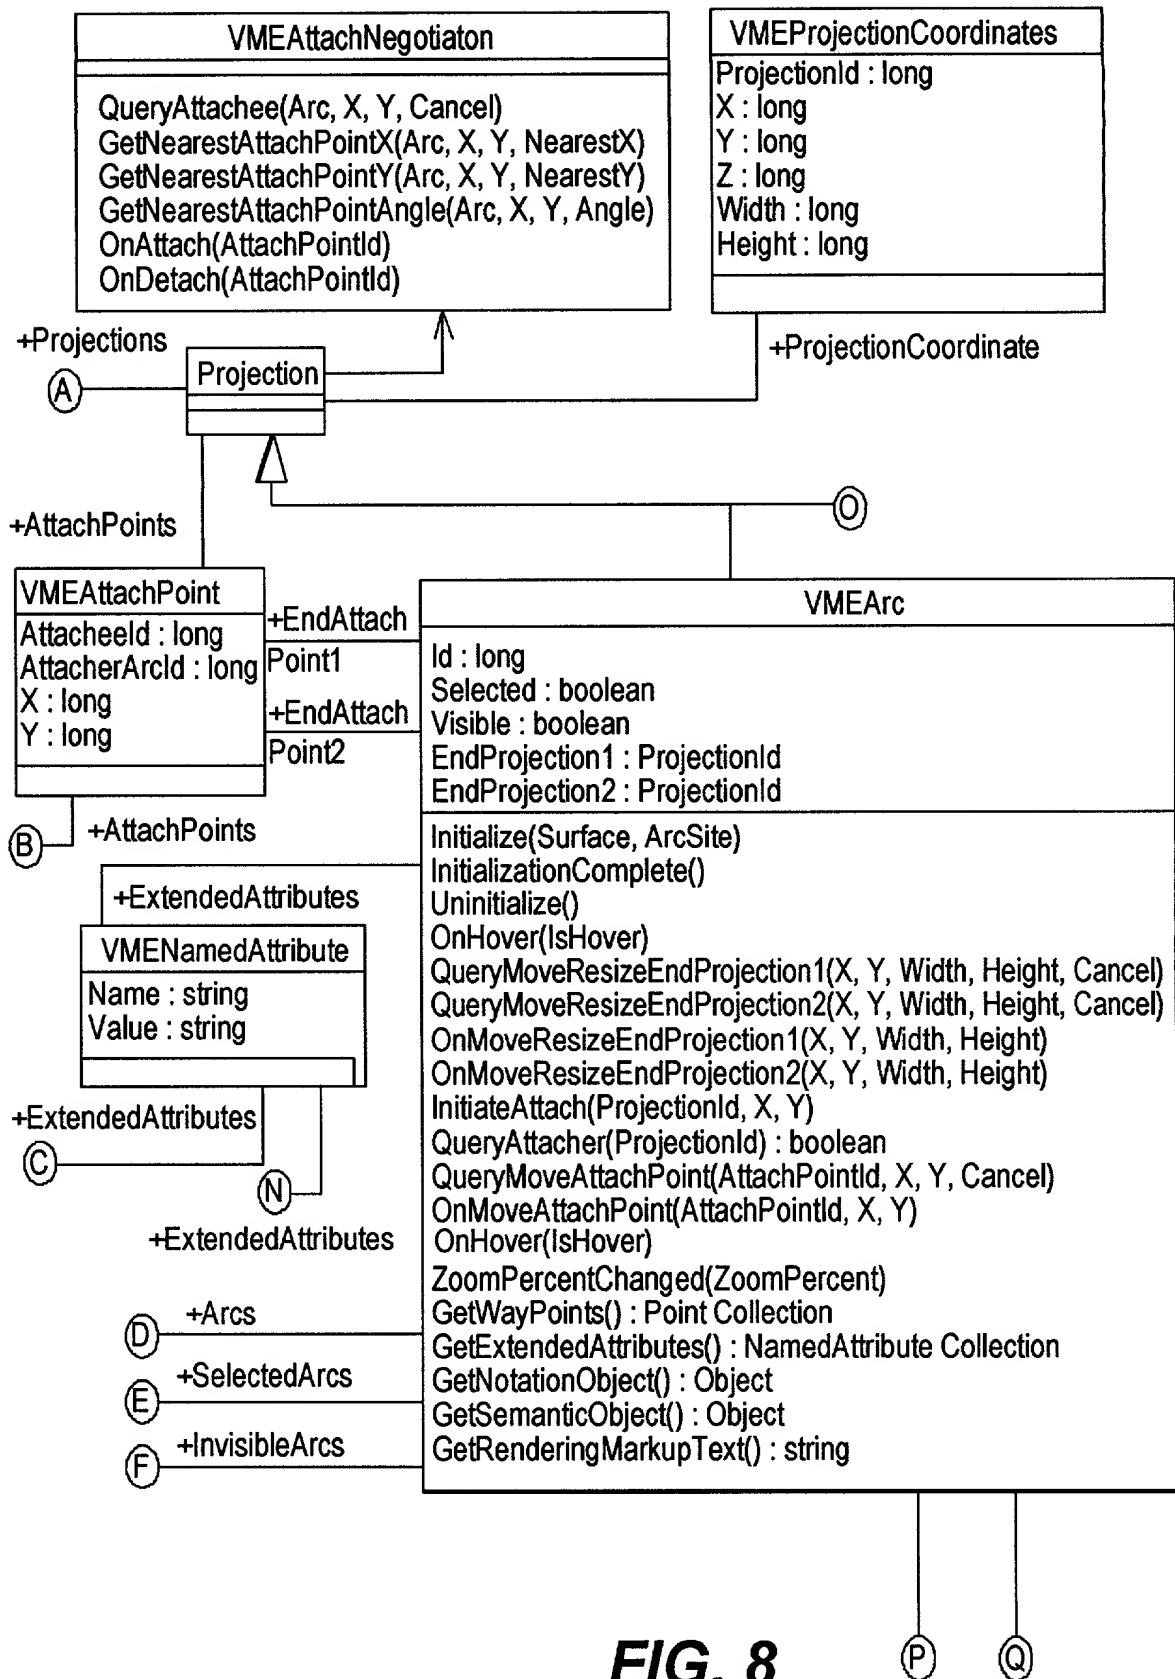 VMEAttachNegotiaton
QueryAttachee(Arc, X, Y, Cancel)
GetNearestAttachPointX(Arc, X, Y, NearestX)
GetNearestAttachPointY(Arc, X, Y, NearestY)
GetNearestAttachPointAngle(Arc, X, Y, Angle)
OnAttach(AttachPointId)
OnDetach(AttachPointId)
VMEProjectionCoordinates
ProjectionId : long
X : long
Y : long
Z : long
Width : long
Height : long
+Projections
A
Projection
+ProjectionCoordinate
O
+AttachPoints
VMEAttachPoint
AttacheeId : long
AttacherArcId : long
X : long
Y : long
+EndAttach
Point1
+EndAttach
Point2
B
+AttachPoints
+ExtendedAttributes
VMENamedAttribute
Name : string
Value : string
+ExtendedAttributes
C
N
+ExtendedAttributes
D
+Arcs
E
+SelectedArcs
F
+InvisibleArcs
VMEArc
Id : long
Selected : boolean
Visible : boolean
EndProjection1 : ProjectionId
EndProjection2 : ProjectionId
Initialize(Surface, ArcSite)
InitializationComplete()
Uninitialize()
OnHover(IsHover)
QueryMoveResizeEndProjection1(X, Y, Width, Height, Cancel)
QueryMoveResizeEndProjection2(X, Y, Width, Height, Cancel)
OnMoveResizeEndProjection1(X, Y, Width, Height)
OnMoveResizeEndProjection2(X, Y, Width, Height)
InitiateAttach(ProjectionId, X, Y)
QueryAttacher(ProjectionId) : boolean
QueryMoveAttachPoint(AttachPointId, X, Y, Cancel)
OnMoveAttachPoint(AttachPointId, X, Y)
OnHover(IsHover)
ZoomPercentChanged(ZoomPercent)
GetWayPoints() : Point Collection
GetExtendedAttributes() : NamedAttribute Collection
GetNotationObject() : Object
GetSemanticObject() : Object
GetRenderingMarkupText() : string
P
Q
FIG. 8